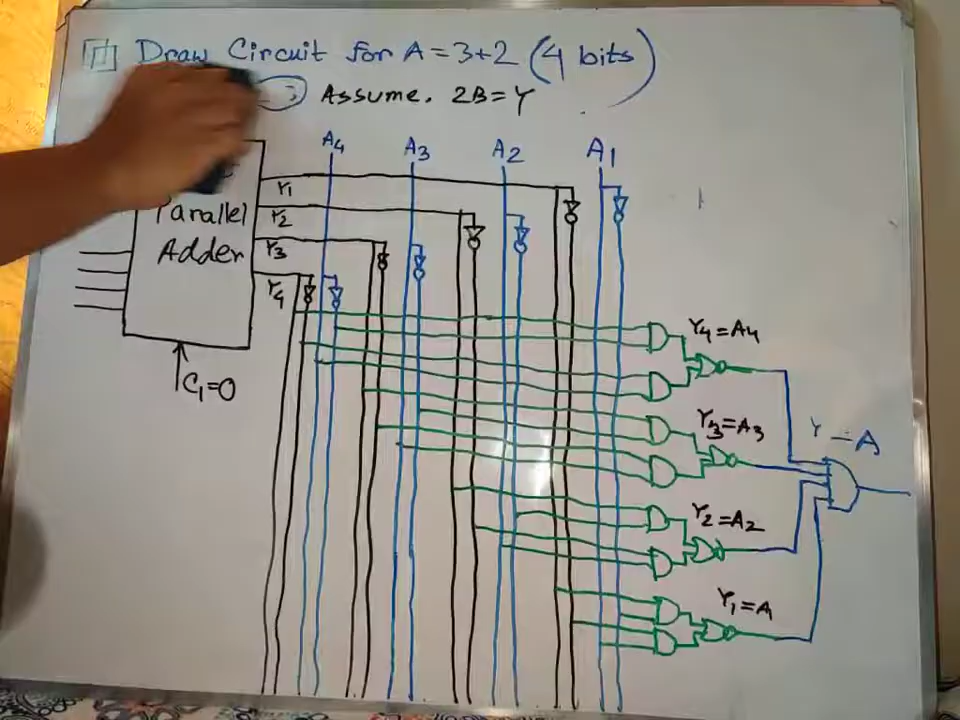 Draw Circuit for A = 3+2 (4 bits)
Assume. 2B = Y
A4 A3 A2 A1
Parallel
Adder
Y1
Y2
Y3
Y4
C1=0
Y4=A4
Y3=A3
Y = A
Y2=A2
Y1=A1